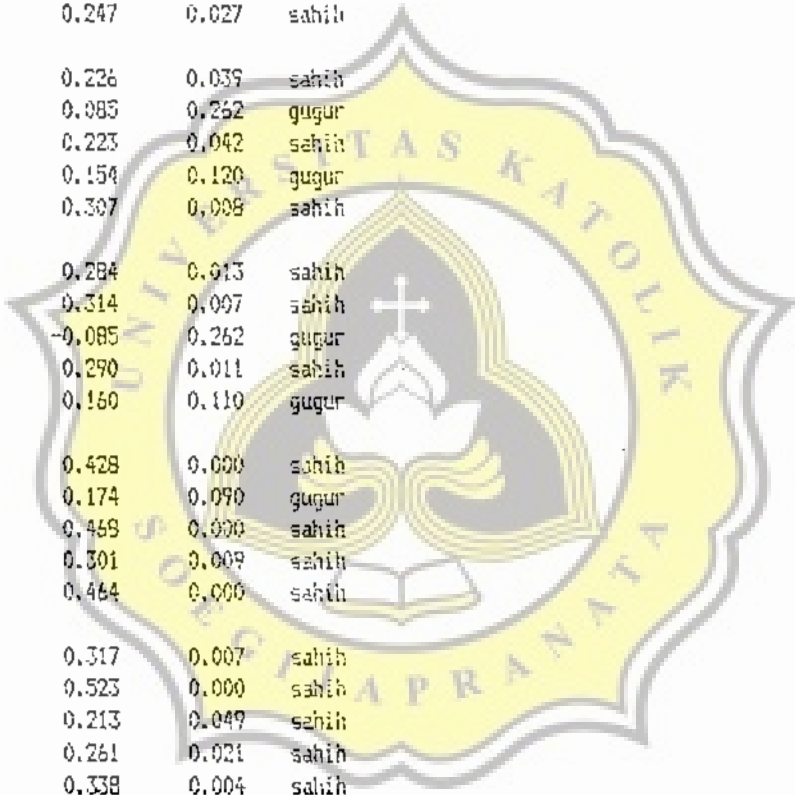 0.247 0.027 sahih
0.226 0.039 sahih
0.085 0.262 gugur
0.223 0.042 sahih
0.154 0.120 gugur
0.307 0.008 sahih
0.284 0.013 sahih
0.314 0.007 sahih
-0.085 0.262 gugur
0.290 0.011 sahih
0.160 0.110 gugur
0.428 0.000 sahih
0.174 0.090 gugur
0.468 0.000 sahih
0.301 0.009 sahih
0.464 0.000 sahih
0.317 0.007 sahih
0.523 0.000 sahih
0.213 0.049 sahih
0.261 0.021 sahih
0.338 0.004 sahih
UNIVERSITAS KATOLIK
SOEGIJAPRANATA